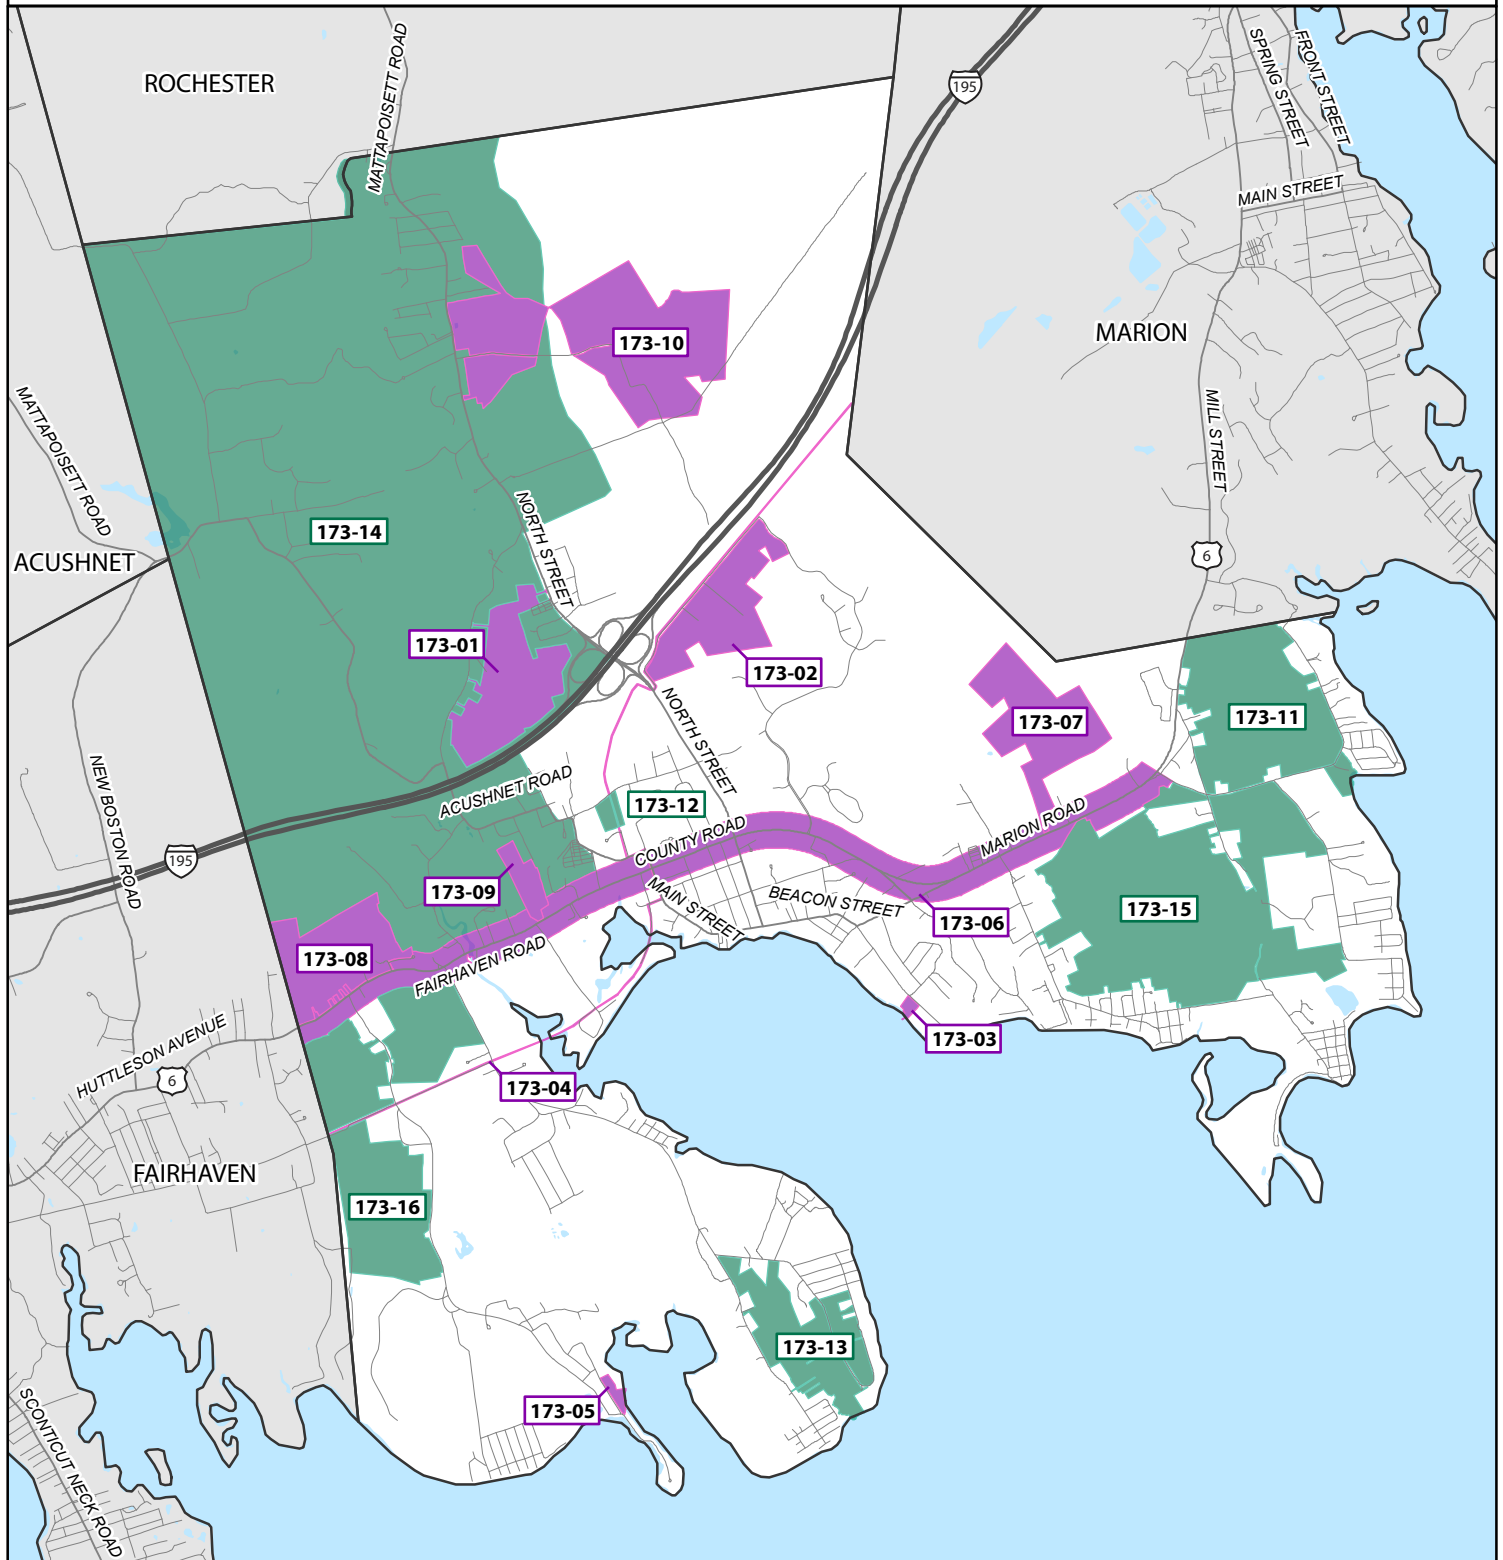 ROCHESTER
MATTAPOISETT ROAD
195
SPRING STREET
FRONT STREET
MAIN STREET
MARION
173-10
MATTAPOISETT ROAD
MILL STREET
173-14
NORTH STREET
ACUSHNET
6
173-01
173-02
NORTH STREET
173-07
173-11
NEW BOSTON ROAD
ACUSHNET ROAD
173-12
COUNTY ROAD
MARION ROAD
195
173-09
MAIN STREET
BEACON STREET
173-06
173-15
173-08
FAIRHAVEN ROAD
173-03
HUTTLESON AVENUE
6
173-04
FAIRHAVEN
173-16
173-13
173-05
SCONTICUT NECK ROAD